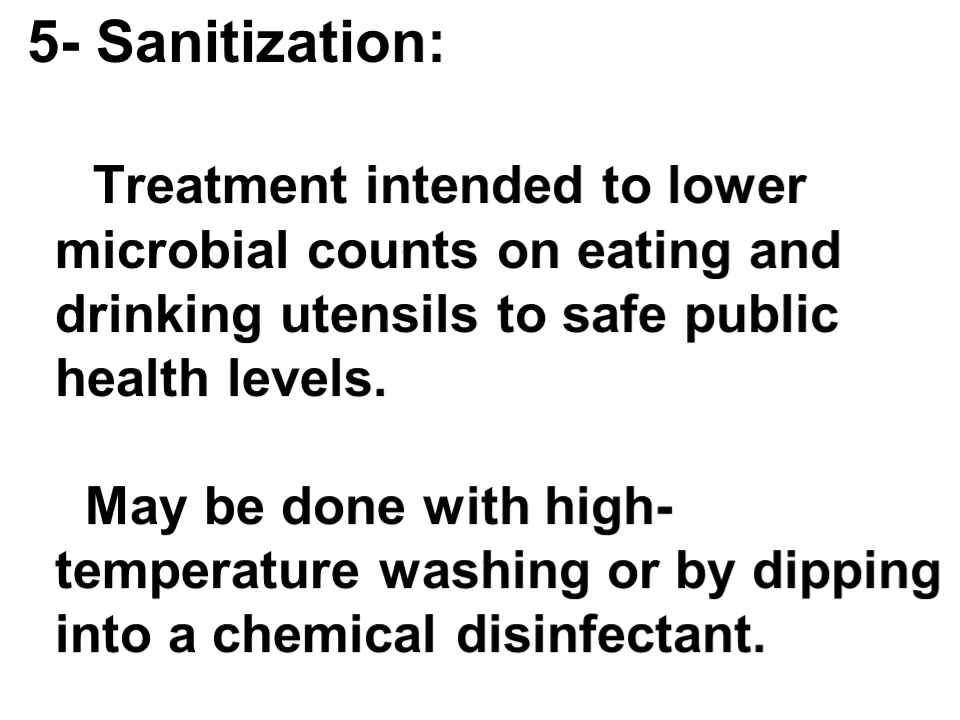 5- Sanitization:
Treatment intended to lower
microbial counts on eating and
drinking utensils to safe public
health levels.
May be done with high-
temperature washing or by dipping
into a chemical disinfectant.